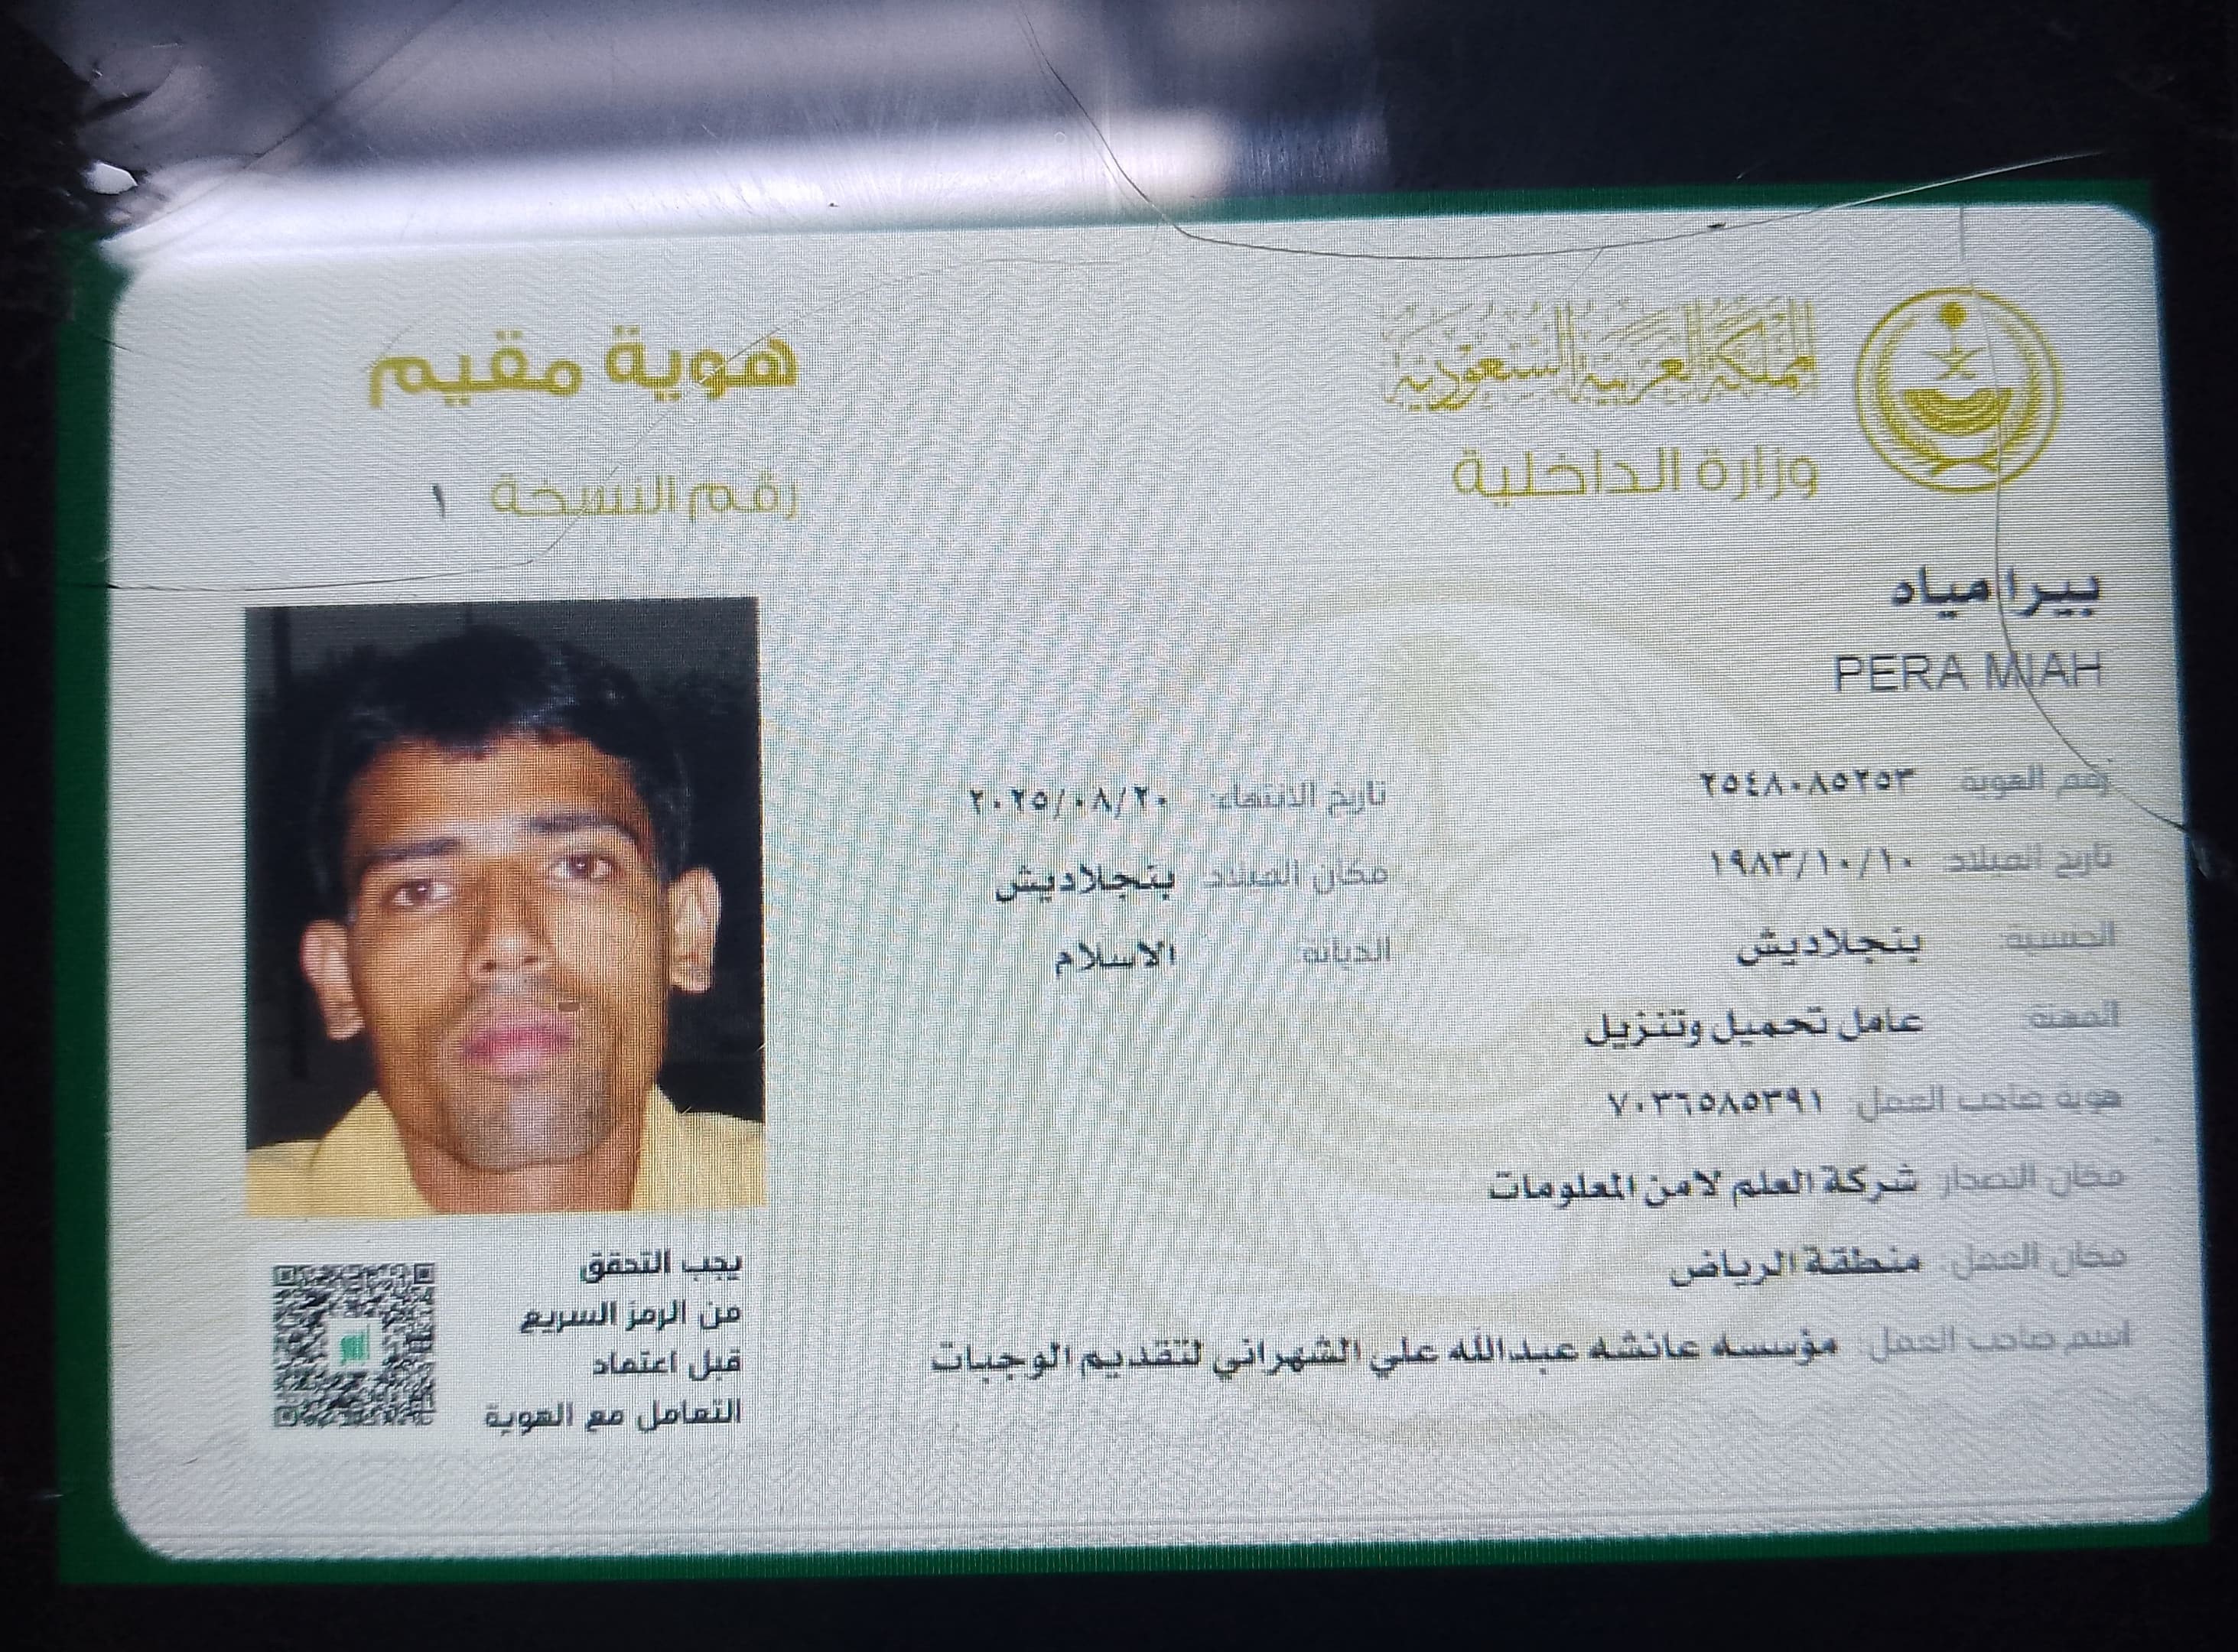 المملكة العربية السعودية
وزارة الداخلية
هوية مقيم
رقم النسخة ١
بيرا مياه
PERA MIAH
رقم الهوية: ٢٥٤٨٠٨٥٢٥٣
تاريخ الانتهاء: ٢٠٢٥/٠٨/٢٠
تاريخ الميلاد: ١٩٨٣/١٠/١٠
مكان الميلاد: بنجلاديش
الجنسية: بنجلاديش
الديانة: الاسلام
المهنة: عامل تحميل وتنزيل
هوية صاحب العمل: ٧٠٣٦٥٨٥٣٩١
مكان الاصدار: شركة العلم لامن المعلومات
مكان العمل: منطقة الرياض
اسم صاحب العمل: مؤسسه عائشه عبدالله علي الشهراني لتقديم الوجبات
يجب التحقق
من الرمز السريع
قبل اعتماد
التعامل مع الهوية